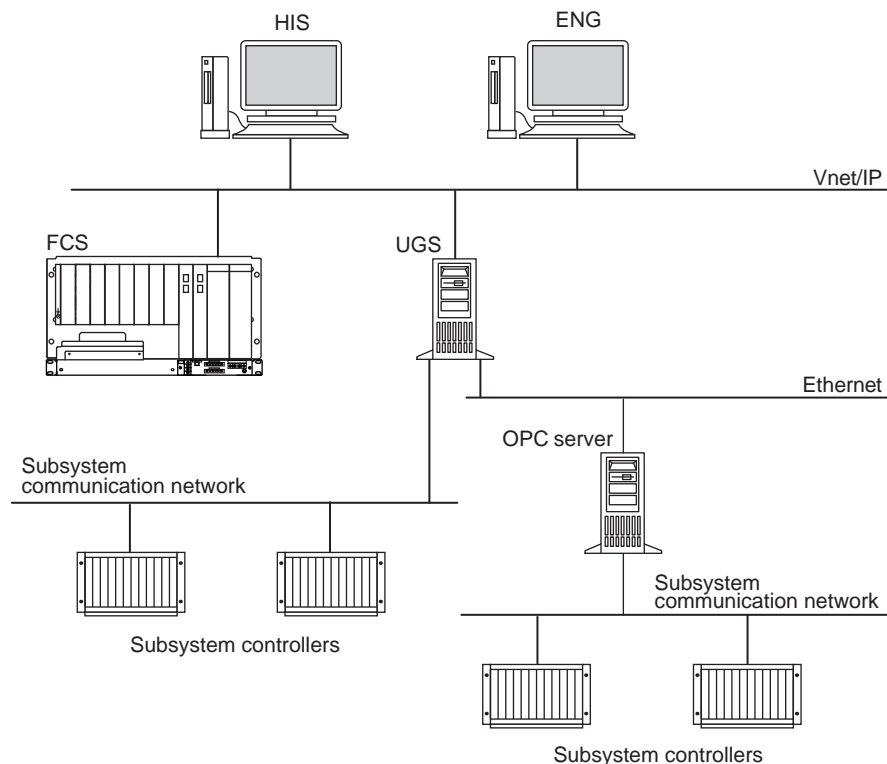 HIS
ENG
Vnet/IP
FCS
UGS
Ethernet
OPC server
Subsystem
communication network
Subsystem
communication network
Subsystem controllers
Subsystem controllers